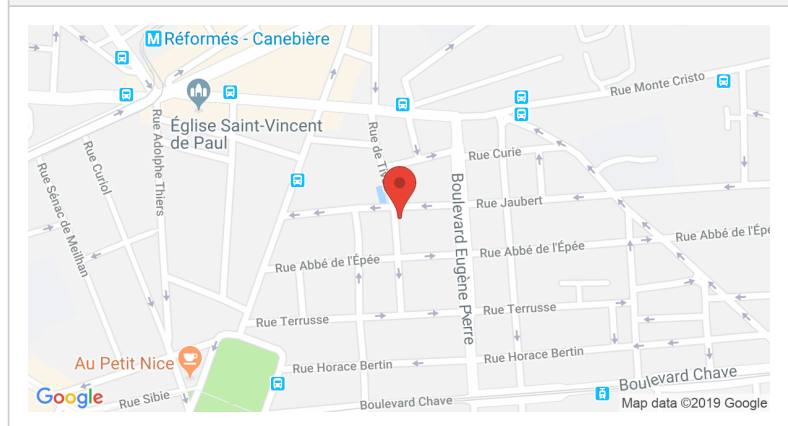 M Réformés - Canebière
Rue Monte Cristo
Église Saint-Vincent
de Paul
Rue Adolphe Thiers
Rue Curiol
Rue Sénac de Meilhan
Rue de
Rue Curie
Boulevard Eugène Pierre
Rue Jaubert
Rue Abbé de l'Épée
Rue Abbé de l'Épée
Rue Abbé de l'Épe
Rue Terrusse
Rue Terrusse
Au Petit Nice
Rue Horace Bertin
Rue Horace Bertin
Boulevard Chave
Boulevard Chave
Rue Sibie
Google
Map data ©2019 Google